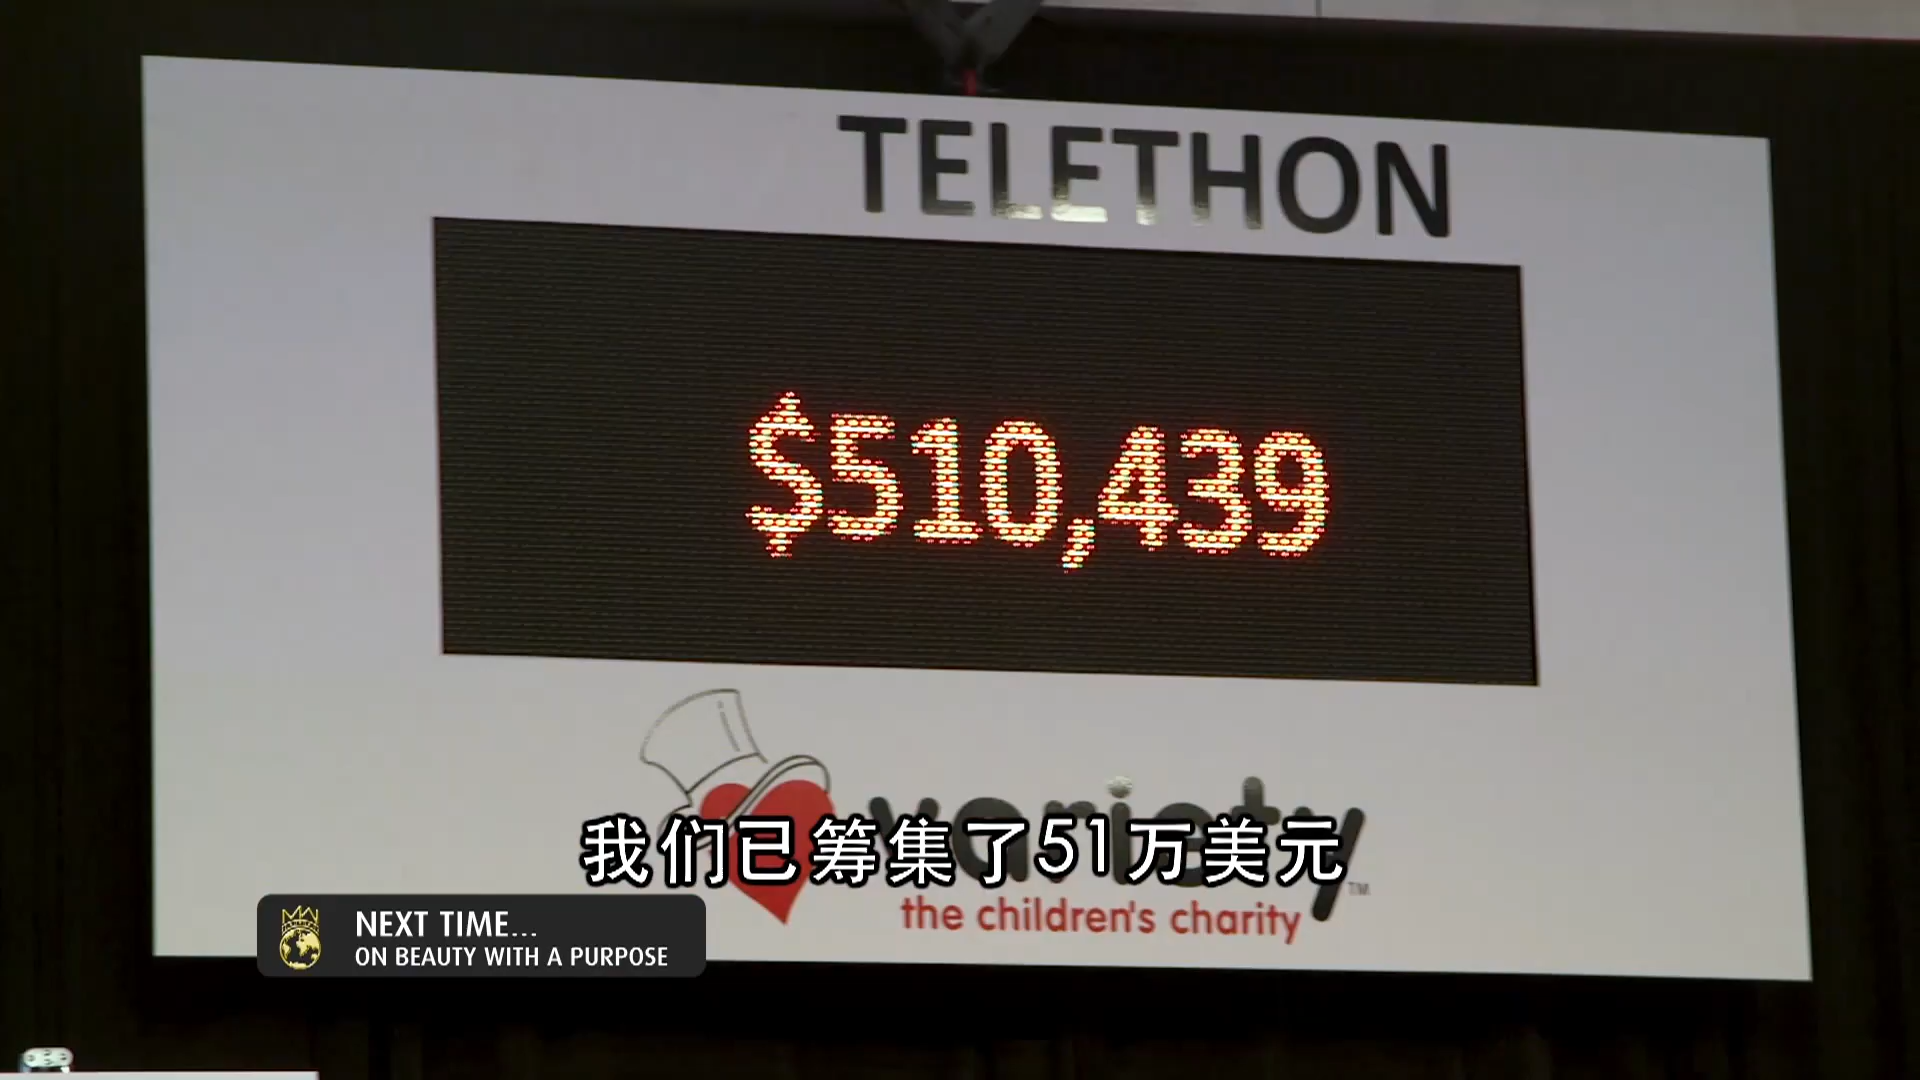 TELETHON
$510,439
variety™
我们已筹集了51万美元
the children's charity
NEXT TIME...
ON BEAUTY WITH A PURPOSE